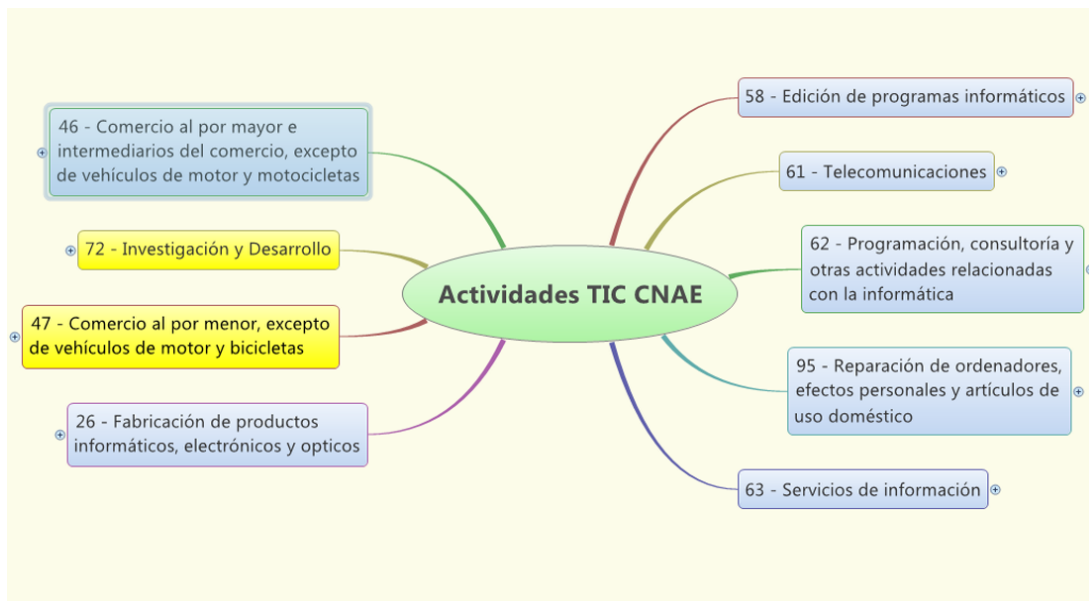 46 - Comercio al por mayor e
intermediarios del comercio, excepto
de vehículos de motor y motocicletas
72 - Investigación y Desarrollo
47 - Comercio al por menor, excepto
de vehículos de motor y bicicletas
26 - Fabricación de productos
informáticos, electrónicos y opticos
Actividades TIC CNAE
58 - Edición de programas informáticos
61 - Telecomunicaciones
62 - Programación, consultoría y
otras actividades relacionadas
con la informática
95 - Reparación de ordenadores,
efectos personales y artículos de
uso doméstico
63 - Servicios de información